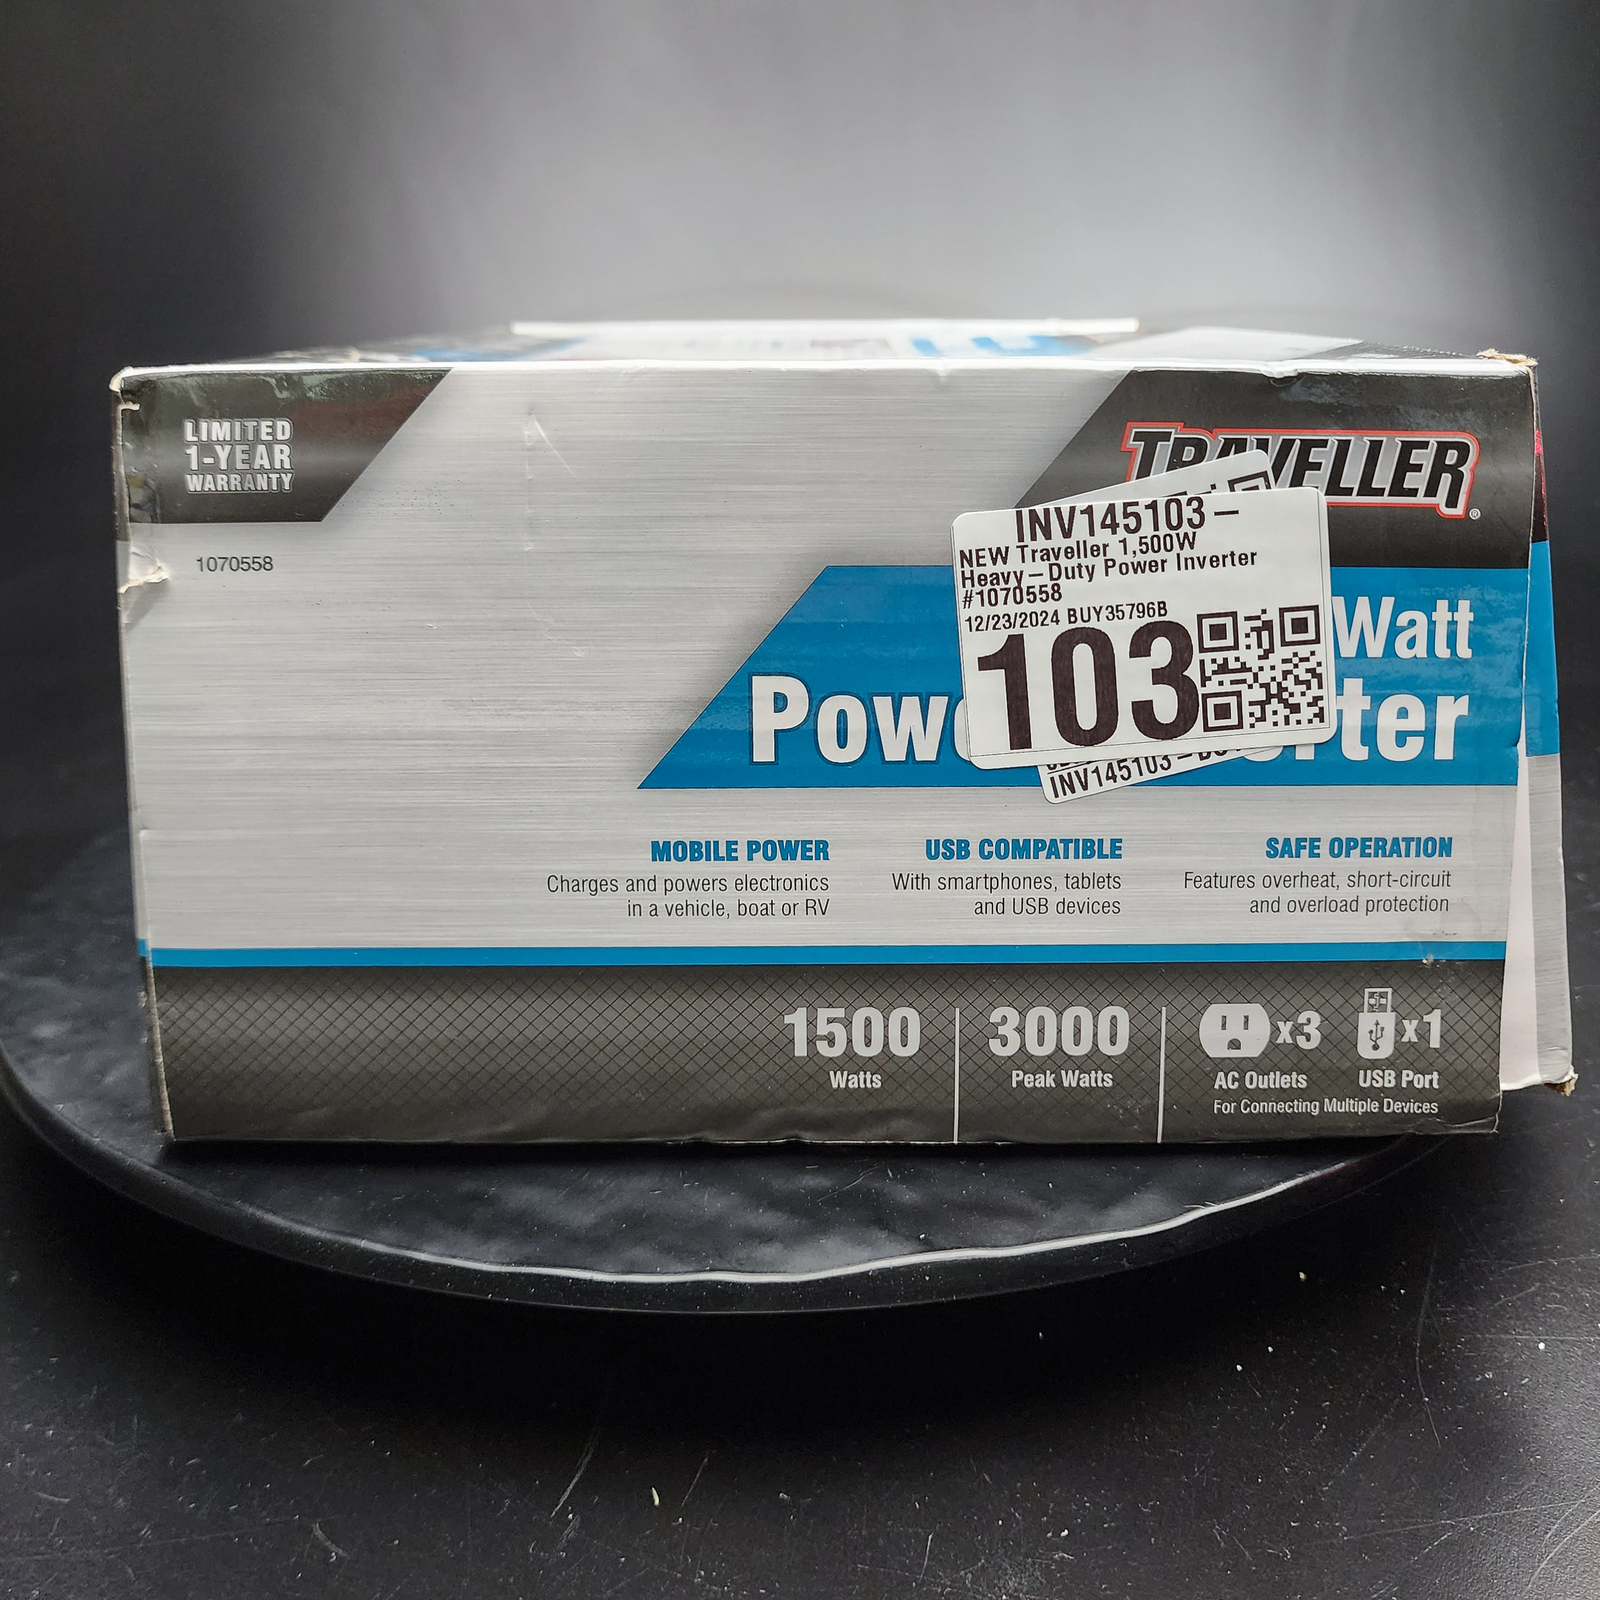 LIMITED
1-YEAR
WARRANTY
1070558
TRAVELLER
®
INV145103-
NEW Traveller 1,500W
Heavy-Duty Power Inverter
#1070558
12/23/2024 BUY35796B
103
INV145103-
Watt
Power Inverter
MOBILE POWER
Charges and powers electronics
in a vehicle, boat or RV
USB COMPATIBLE
With smartphones, tablets
and USB devices
SAFE OPERATION
Features overheat, short-circuit
and overload protection
1500
Watts
3000
Peak Watts
x3
AC Outlets
x1
USB Port
For Connecting Multiple Devices